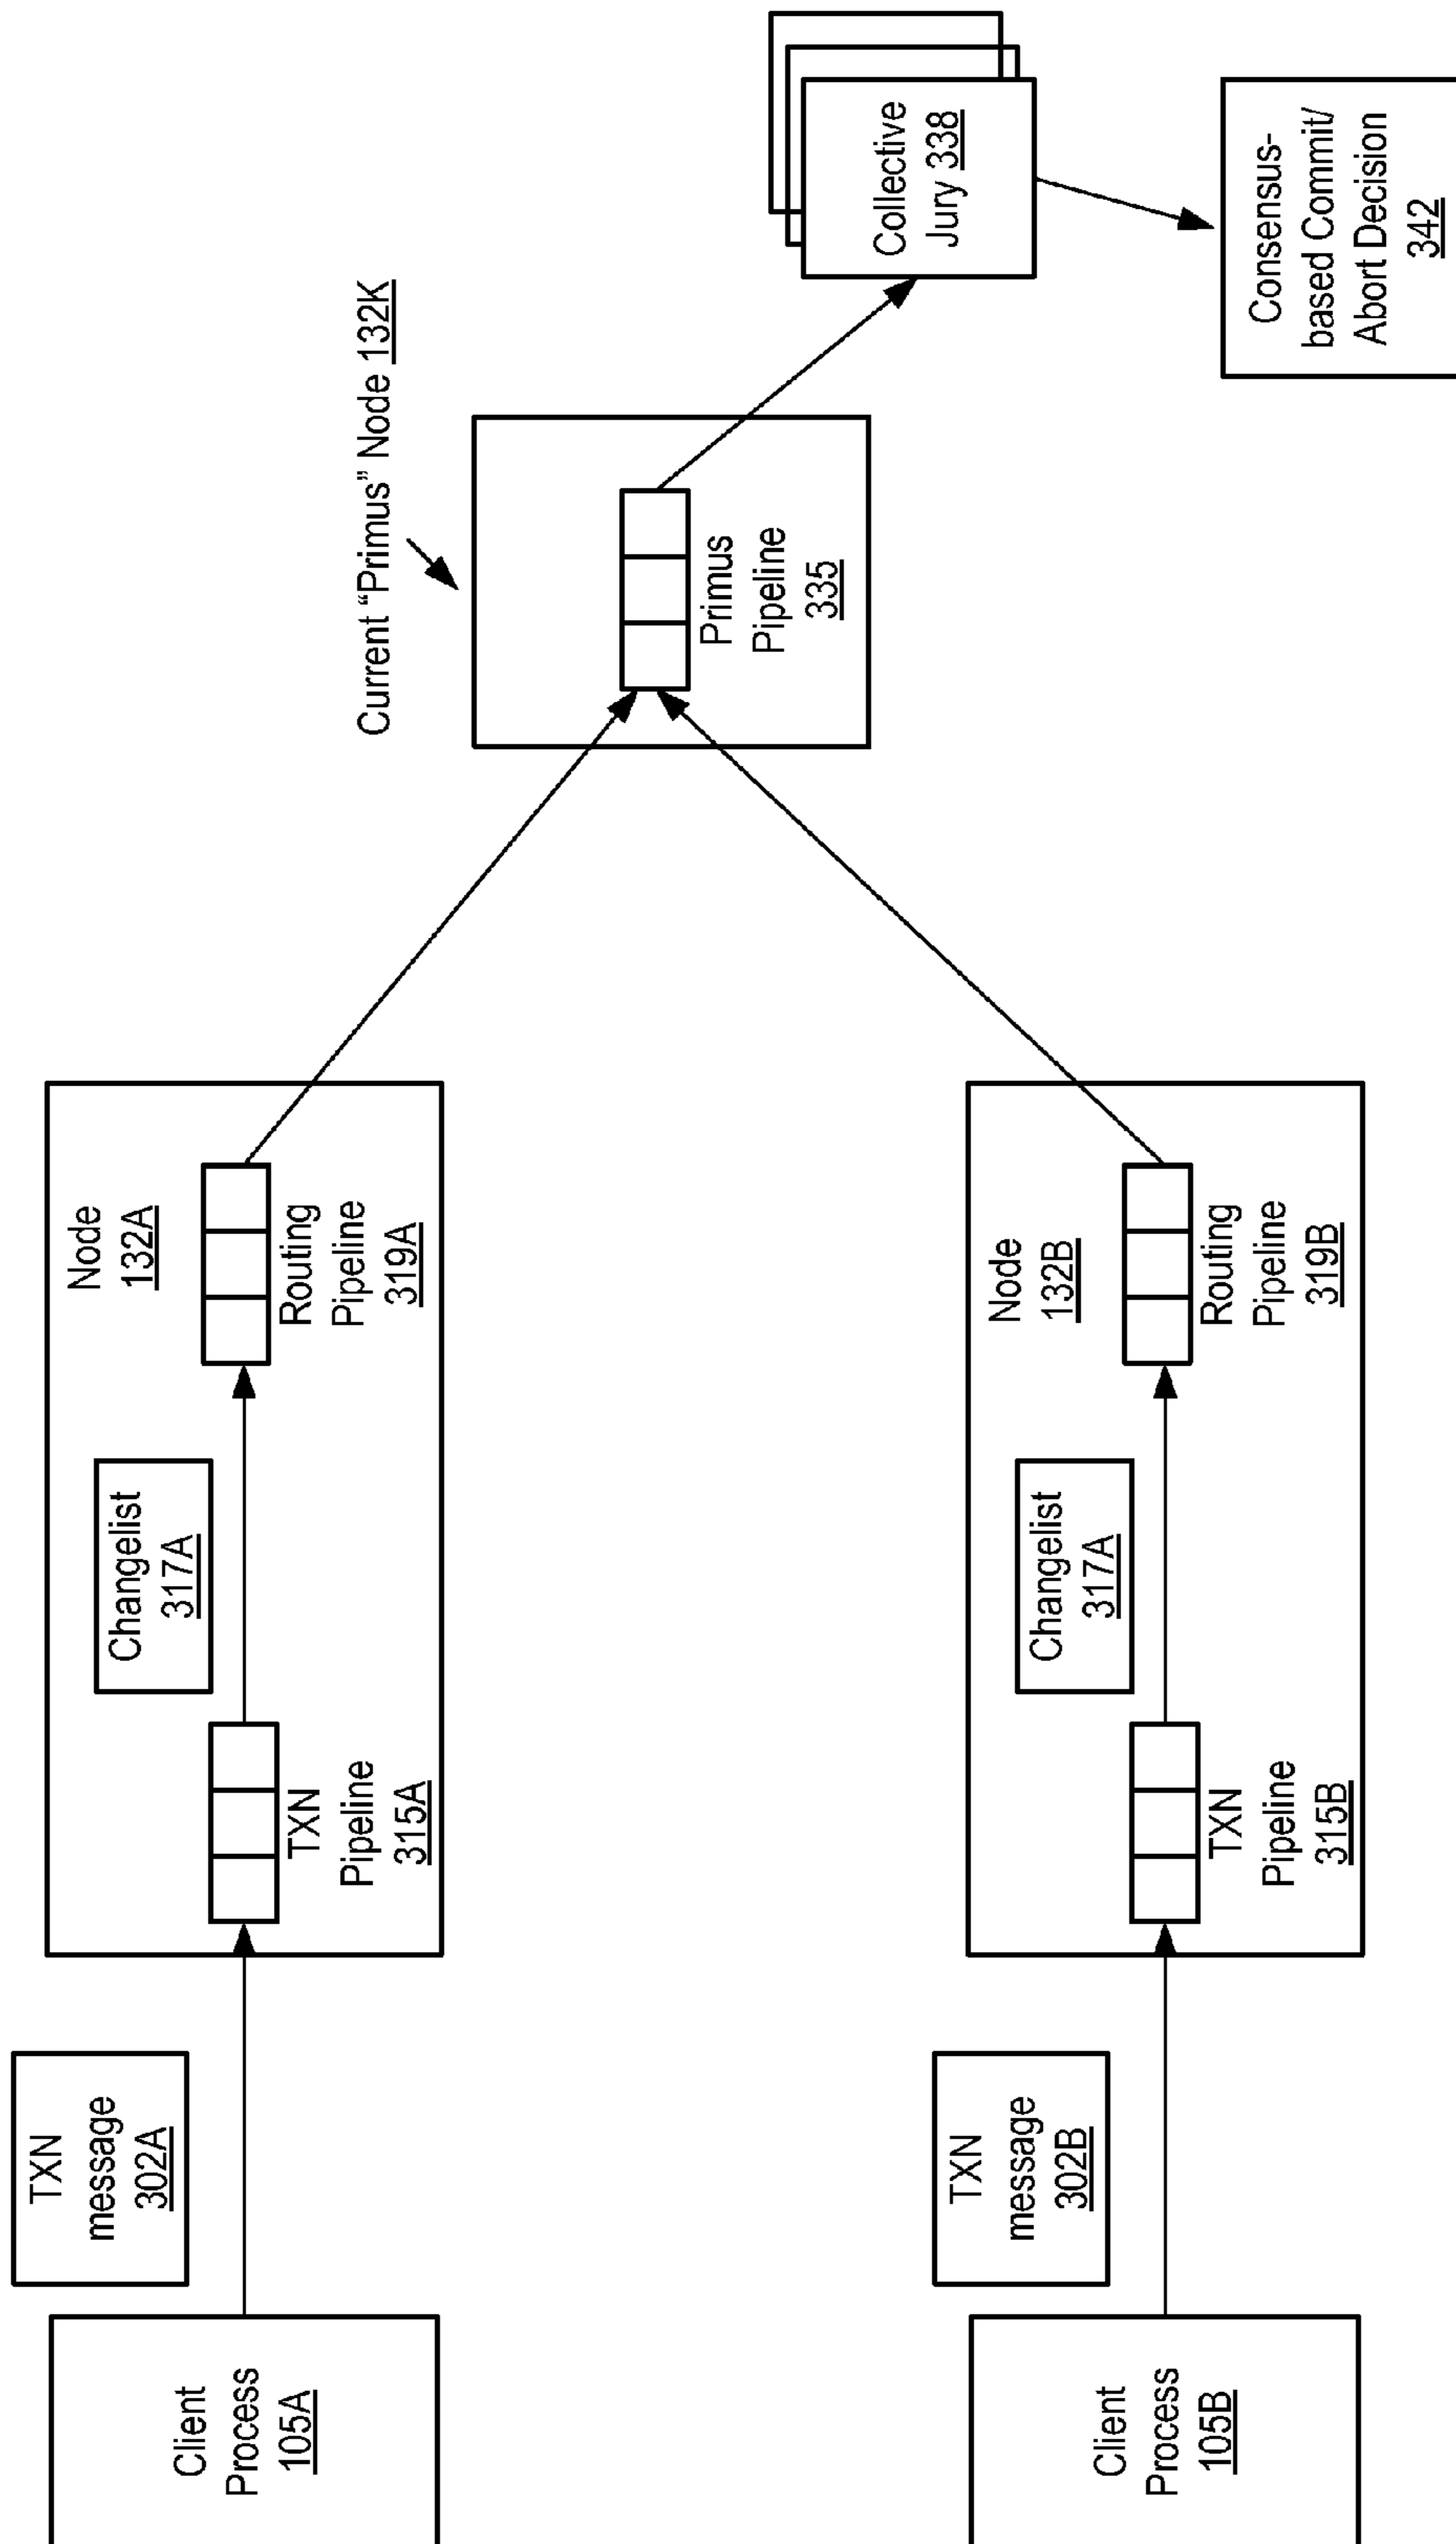 Client
Process
105A
TXN
message
302A
TXN
Pipeline
315A
Changelist
317A
Node
132A
Routing
Pipeline
319A
Client
Process
105B
TXN
message
302B
TXN
Pipeline
315B
Changelist
317A
Node
132B
Routing
Pipeline
319B
Current “Primus” Node 132K
Primus
Pipeline
335
Collective
Jury 338
Consensus-
based Commit/
Abort Decision
342